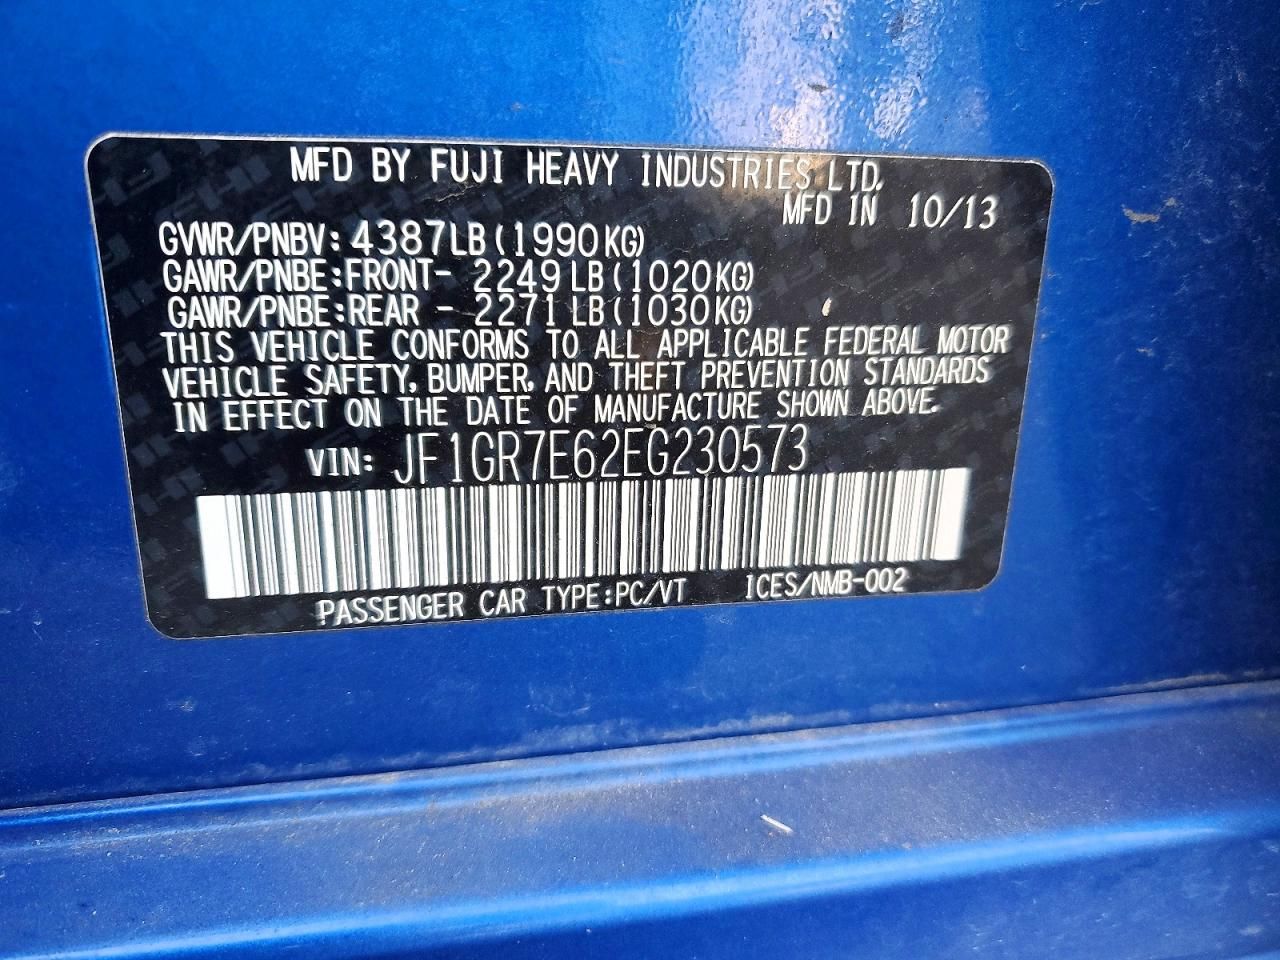 MFD BY FUJI HEAVY INDUSTRIES LTD.
MFD IN 10/13
GVWR/PNBV: 4387LB (1990KG)
GAWR/PNBE:FRONT- 2249 LB (1020KG)
GAWR/PNBE:REAR - 2271 LB (1030KG)
THIS VEHICLE CONFORMS TO ALL APPLICABLE FEDERAL MOTOR
VEHICLE SAFETY, BUMPER, AND THEFT PREVENTION STANDARDS
IN EFFECT ON THE DATE OF MANUFACTURE SHOWN ABOVE.
VIN: JF1GR7E62EG230573
PASSENGER CAR TYPE:PC/VT ICES/NMB-002